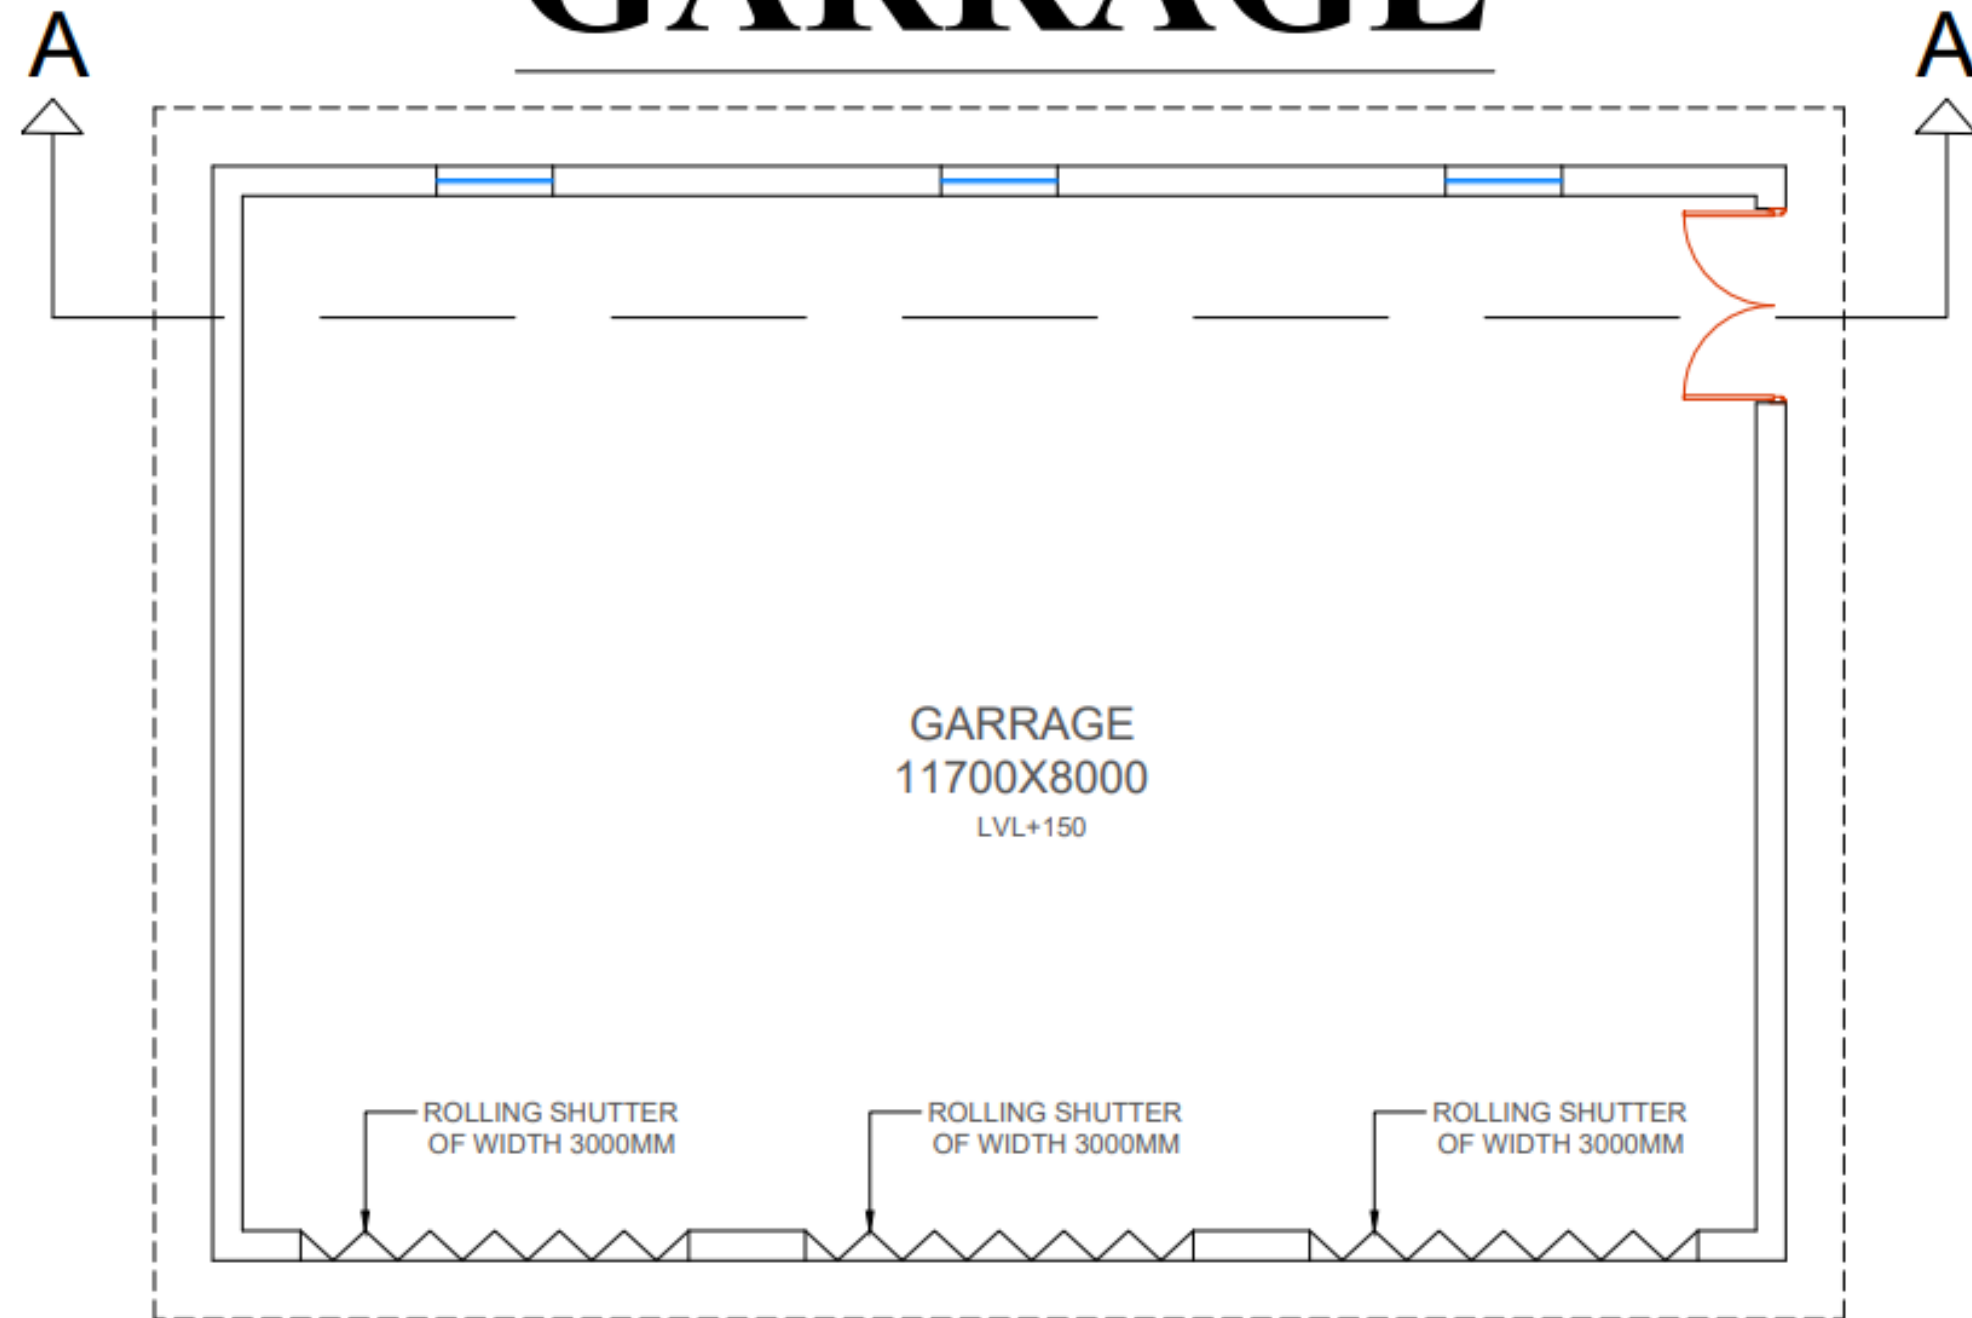 GARRAGE
A
A
GARRAGE
11700X8000
LVL+150
ROLLING SHUTTER
OF WIDTH 3000MM
ROLLING SHUTTER
OF WIDTH 3000MM
ROLLING SHUTTER
OF WIDTH 3000MM